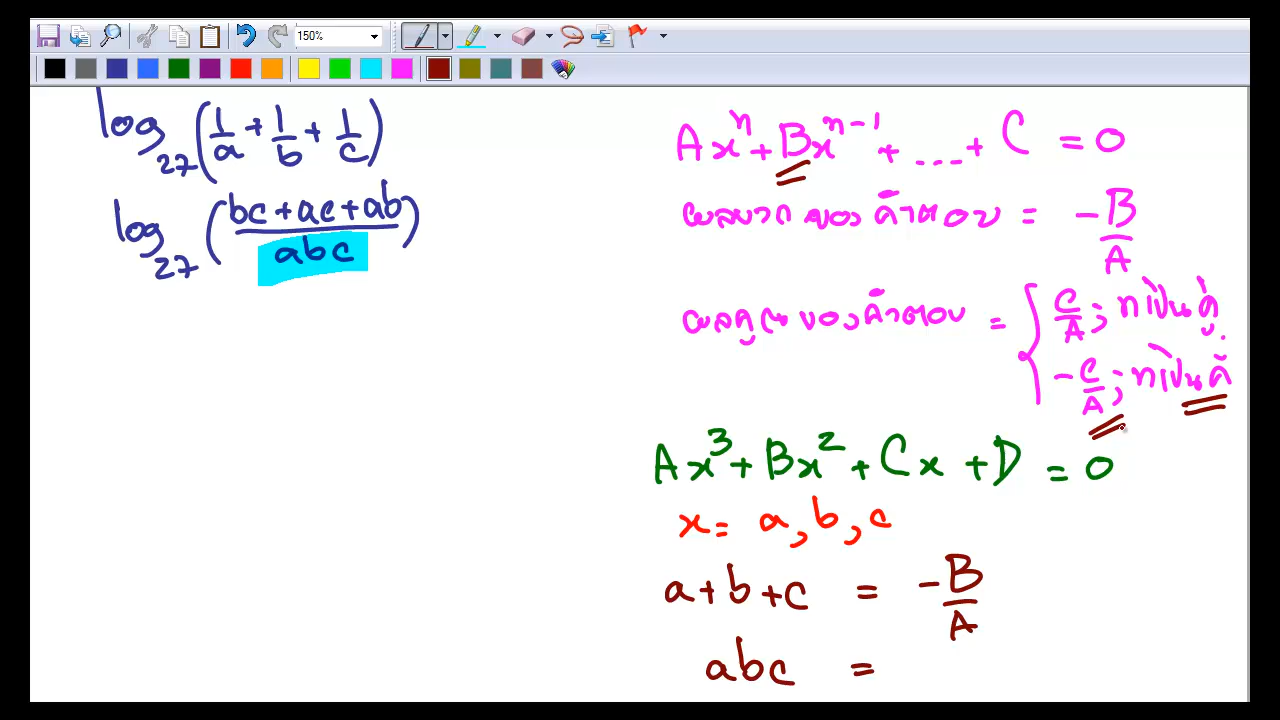 150%
log₂₇(1/a + 1/b + 1/c)
log₂₇((bc+ac+ab)/abc)
Axⁿ + Bxⁿ⁻¹ + ... + C = 0
ผลบวกของคำตอบ = -B/A
ผลคูณของคำตอบ = { C/A ; n เป็นคู่
-C/A ; n เป็นคี่
Ax³ + Bx² + Cx + D = 0
x = a, b, c
a+b+c = -B/A
abc =